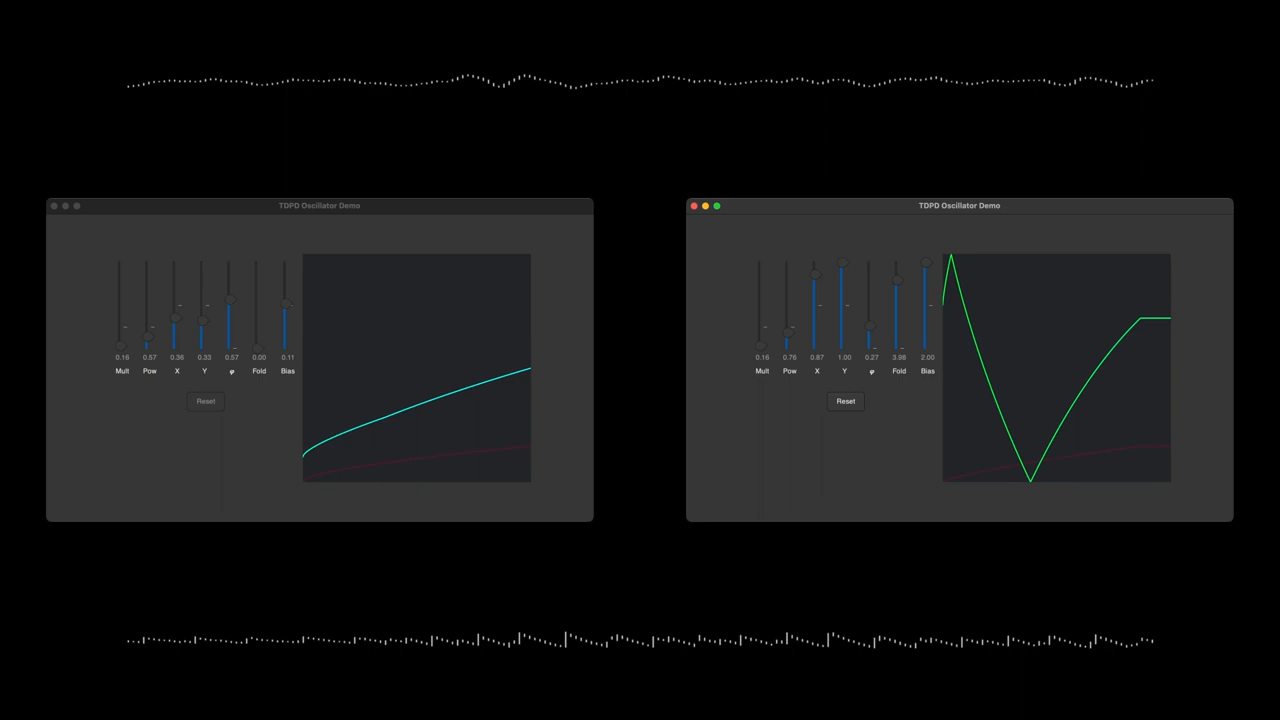 TDPD Oscillator Demo
0.16 0.57 0.36 0.33 0.57 0.00 0.11
Mult Pow X Y φ Fold Bias
Reset
TDPD Oscillator Demo
0.16 0.76 0.87 1.00 0.27 3.98 2.00
Mult Pow X Y φ Fold Bias
Reset